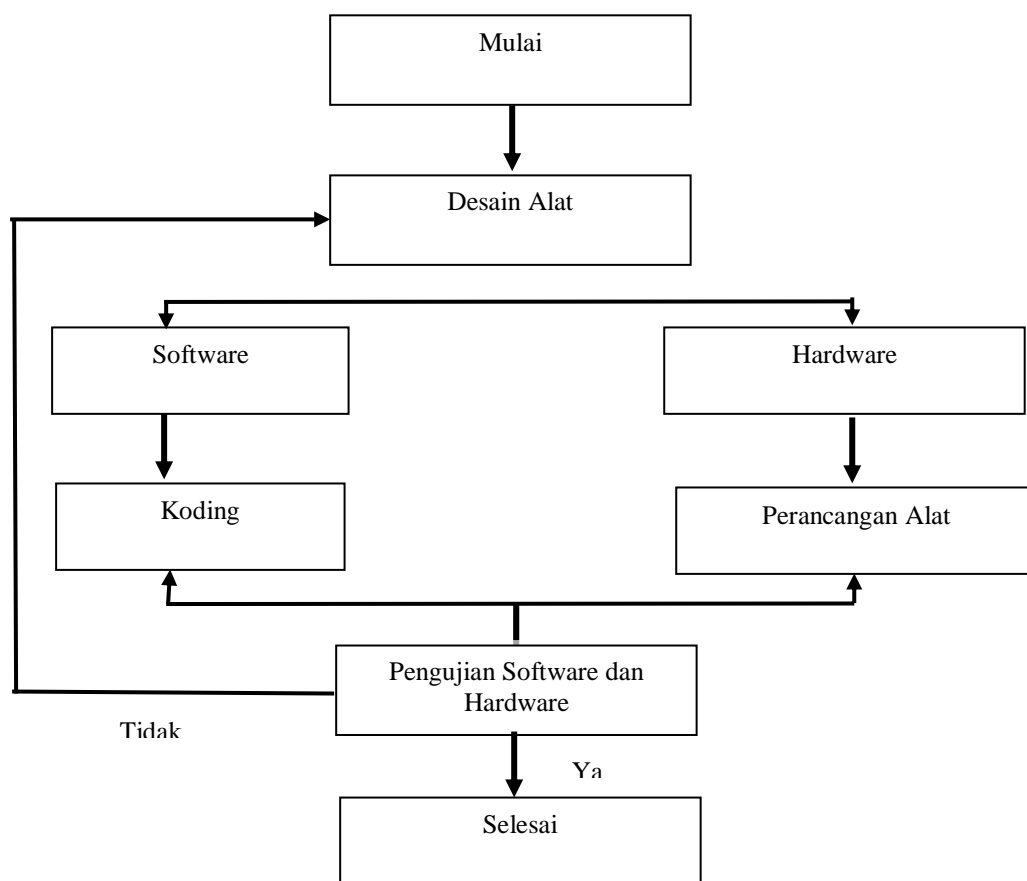 Mulai
Desain Alat
Software
Hardware
Koding
Perancangan Alat
Pengujian Software dan
Hardware
Tidak
Ya
Selesai